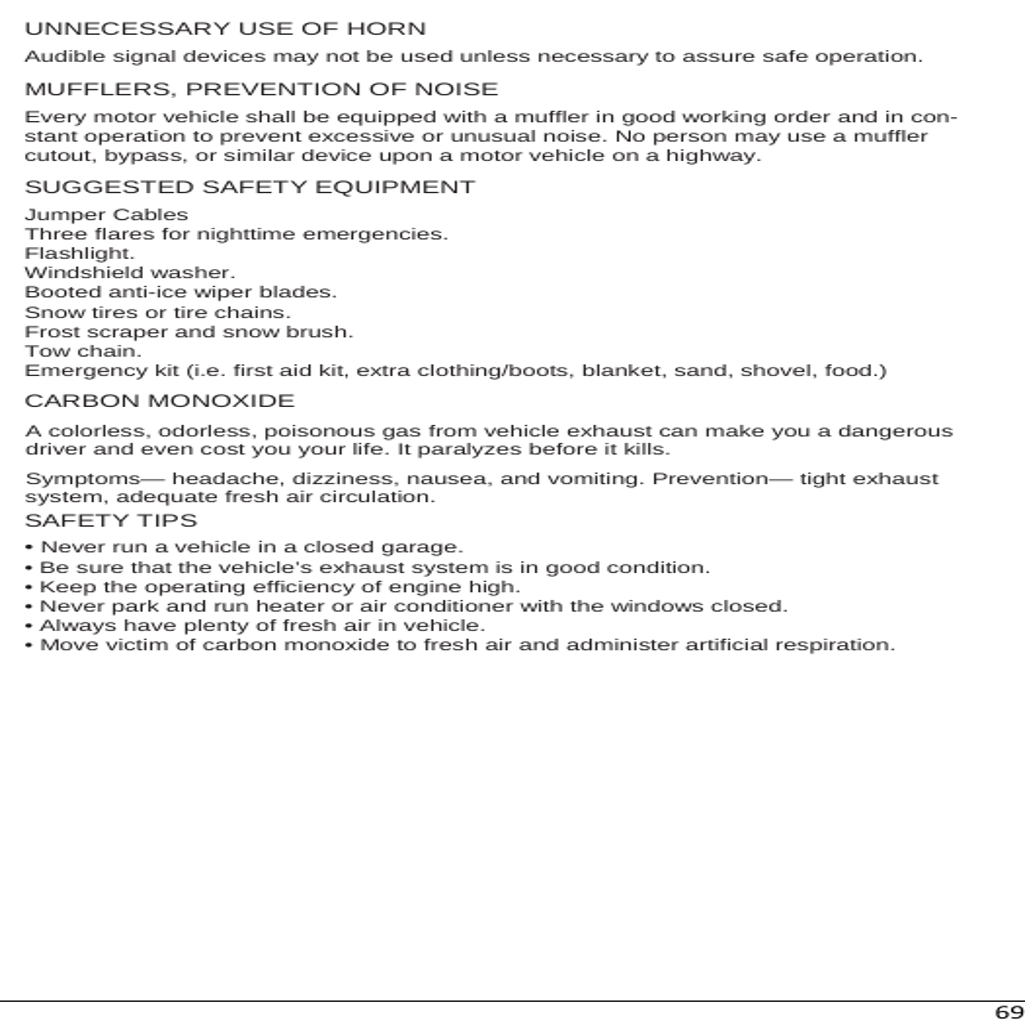 UNNECESSARY USE OF HORN
Audible signal devices may not be used unless necessary to assure safe operation.
MUFFLERS, PREVENTION OF NOISE
Every motor vehicle shall be equipped with a muffler in good working order and in con-
stant operation to prevent excessive or unusual noise. No person may use a muffler
cutout, bypass, or similar device upon a motor vehicle on a highway.
SUGGESTED SAFETY EQUIPMENT
Jumper Cables
Three flares for nighttime emergencies.
Flashlight.
Windshield washer.
Booted anti-ice wiper blades.
Snow tires or tire chains.
Frost scraper and snow brush.
Tow chain.
Emergency kit (i.e. first aid kit, extra clothing/boots, blanket, sand, shovel, food.)
CARBON MONOXIDE
A colorless, odorless, poisonous gas from vehicle exhaust can make you a dangerous
driver and even cost you your life. It paralyzes before it kills.
Symptoms— headache, dizziness, nausea, and vomiting. Prevention— tight exhaust
system, adequate fresh air circulation.
SAFETY TIPS
• Never run a vehicle in a closed garage.
• Be sure that the vehicle's exhaust system is in good condition.
• Keep the operating efficiency of engine high.
• Never park and run heater or air conditioner with the windows closed.
• Always have plenty of fresh air in vehicle.
• Move victim of carbon monoxide to fresh air and administer artificial respiration.
69